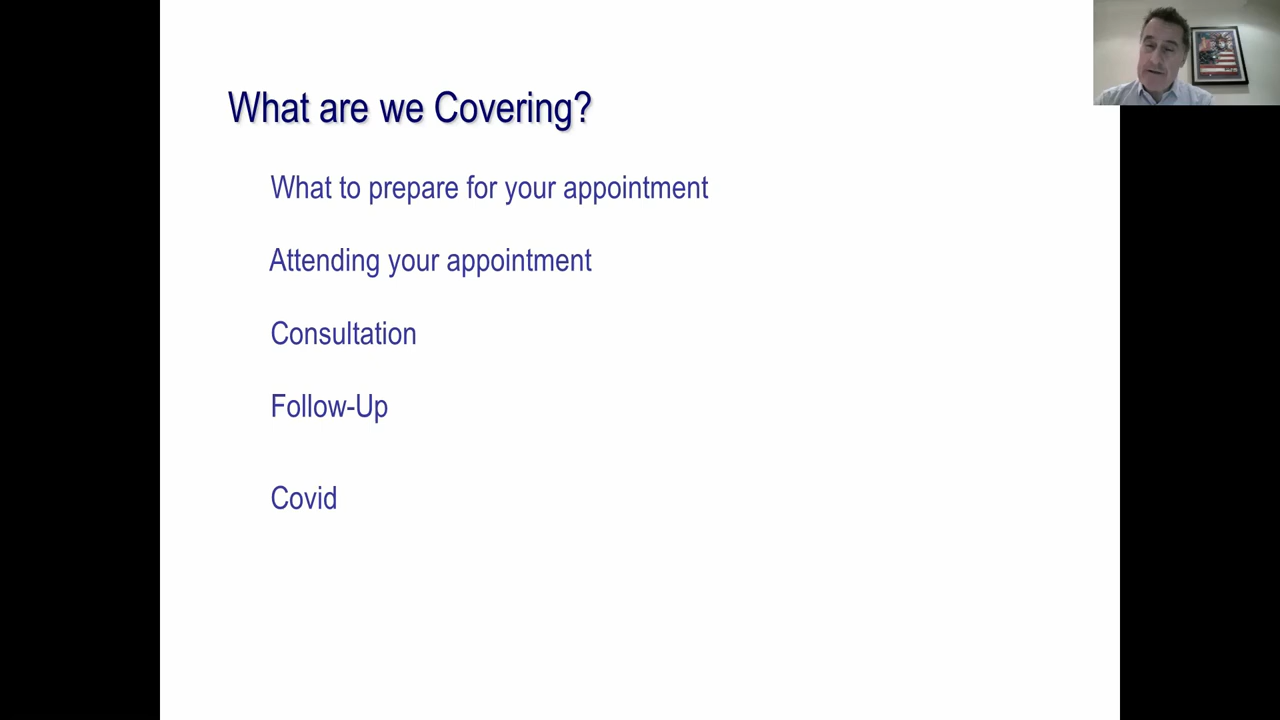 What are we Covering?
What to prepare for your appointment
Attending your appointment
Consultation
Follow-Up
Covid